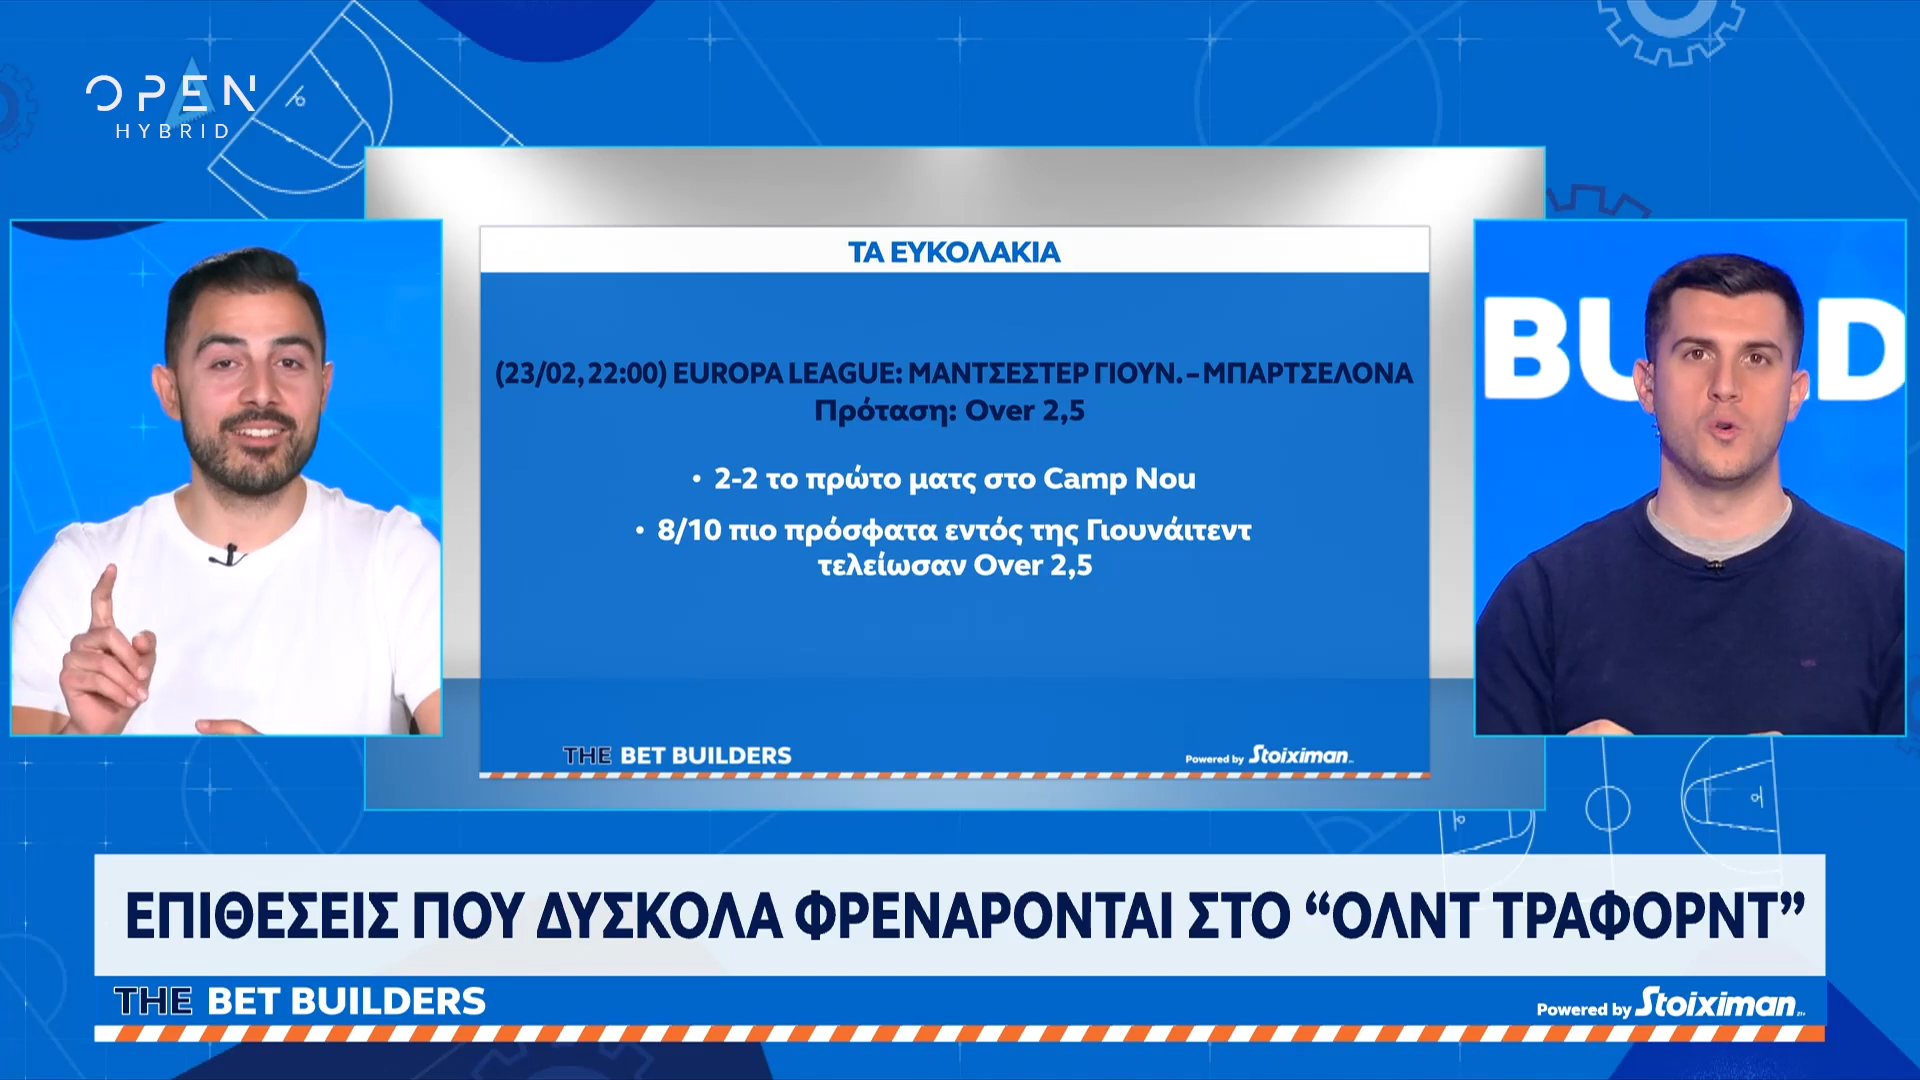 OPEN
HYBRID
ΤΑ ΕΥΚΟΛΑΚΙΑ
(23/02, 22:00) EUROPA LEAGUE: ΜΑΝΤΣΕΣΤΕΡ ΓΙΟΥΝ. – ΜΠΑΡΤΣΕΛΟΝΑ
Πρόταση: Over 2,5
• 2-2 το πρώτο ματς στο Camp Nou
• 8/10 πιο πρόσφατα εντός της Γιουνάιτεντ
τελείωσαν Over 2,5
THE BET BUILDERS
Powered by Stoiximan
BU D
ΕΠΙΘΕΣΕΙΣ ΠΟΥ ΔΥΣΚΟΛΑ ΦΡΕΝΑΡΟΝΤΑΙ ΣΤΟ “ΟΛΝΤ ΤΡΑΦΟΡΝΤ”
THE BET BUILDERS
Powered by Stoiximan